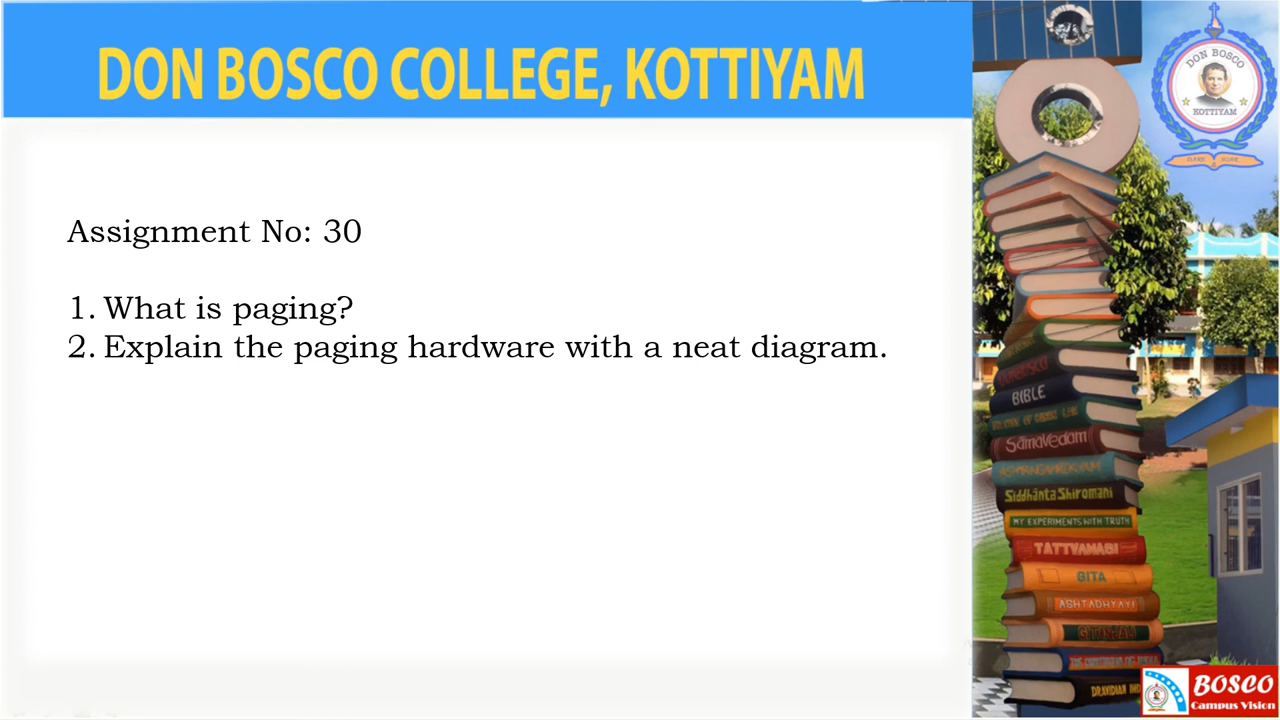 DON BOSCO COLLEGE, KOTTIYAM
DON BOSCO
KOTTIYAM
Assignment No: 30
1. What is paging?
2. Explain the paging hardware with a neat diagram.
BIBLE
Samavedam
Siddhanta Shiromani
MY EXPERIMENTS WITH TRUTH
TATTVAMASI
GITA
ASHTADHYAYI
GITANJALI
BOSCO
Campus Vision